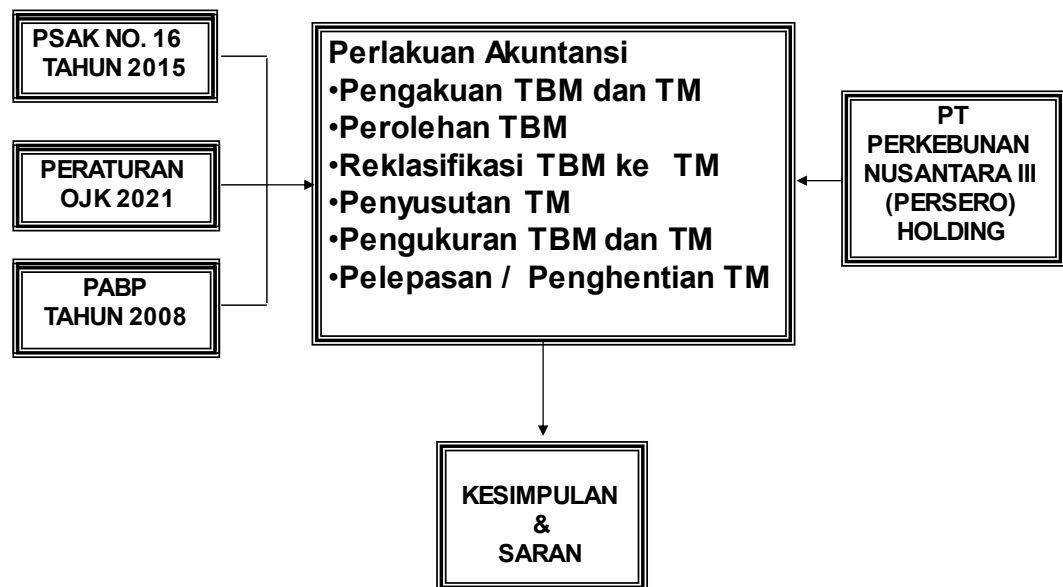 PSAK NO. 16
TAHUN 2015
PERATURAN
OJK 2021
PABP
TAHUN 2008
Perlakuan Akuntansi
•Pengakuan TBM dan TM
•Perolehan TBM
•Reklasifikasi TBM ke TM
•Penyusutan TM
•Pengukuran TBM dan TM
•Pelepasan / Penghentian TM
PT
PERKEBUNAN
NUSANTARA III
(PERSERO)
HOLDING
KESIMPULAN
&
SARAN